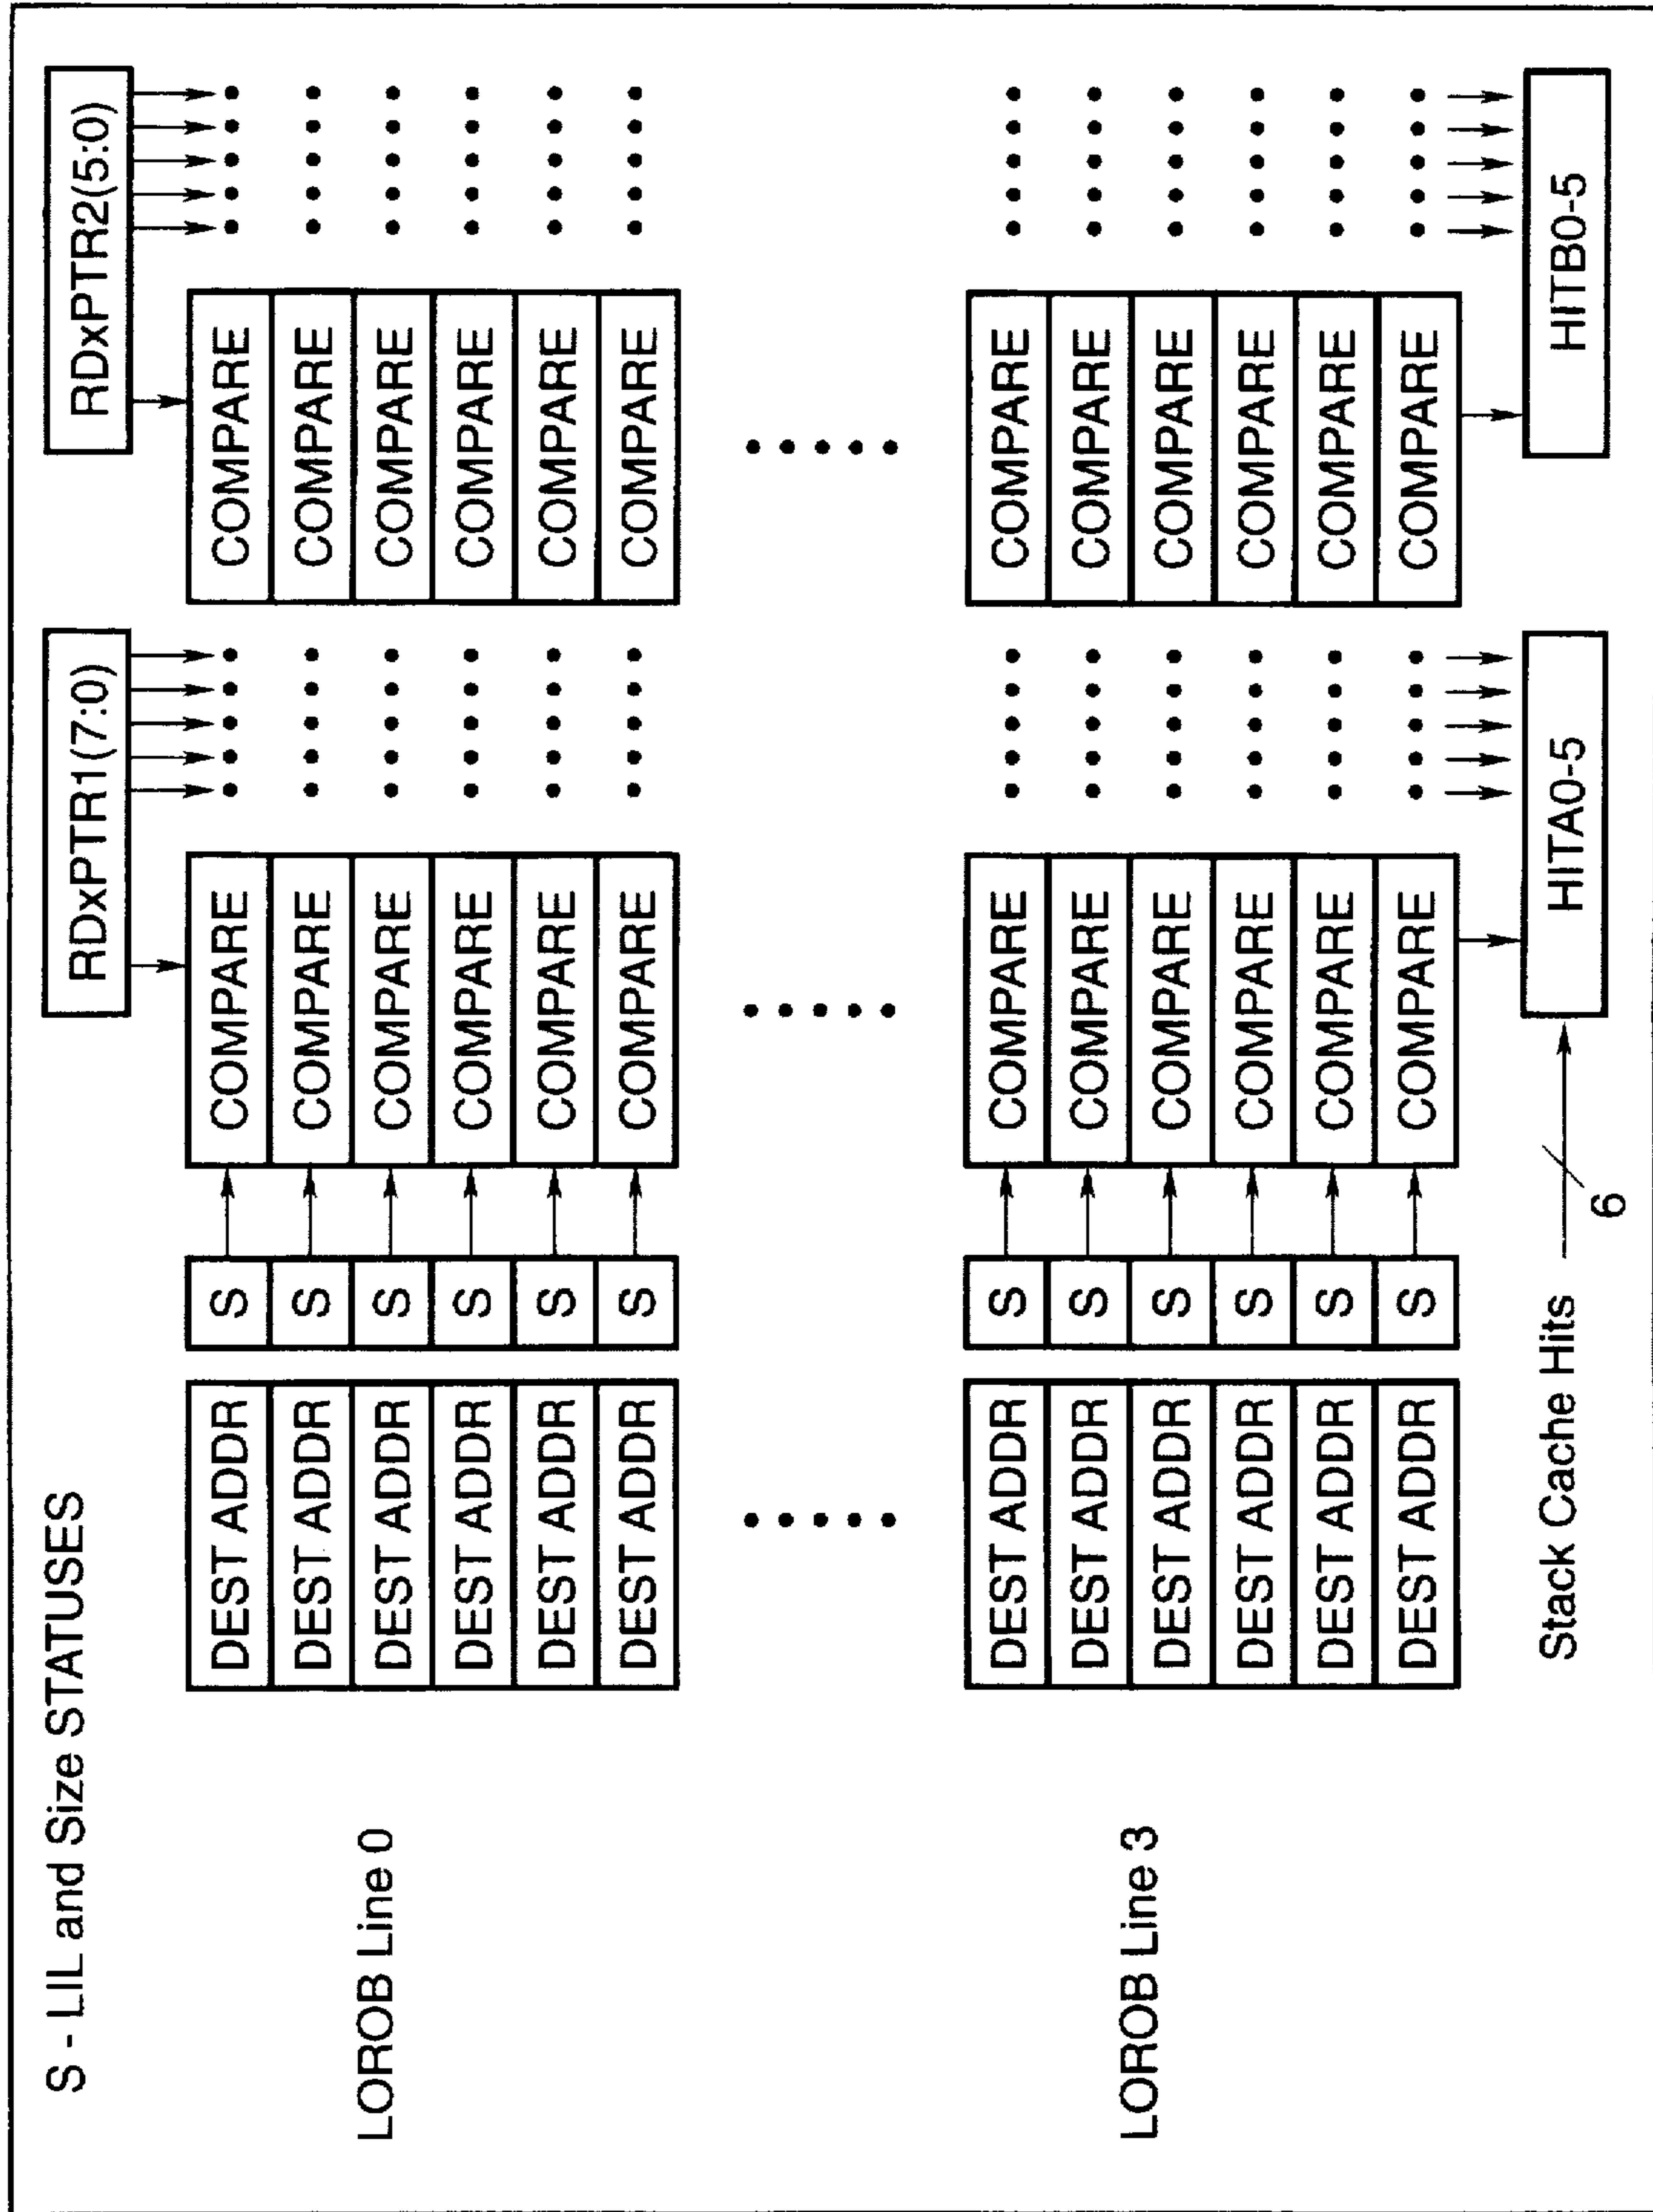 S - LIL and Size STATUSES RDxPTR1(7:0) RDxPTR2(5:0)
DEST ADDR S COMPARE COMPARE
DEST ADDR S COMPARE COMPARE
LOROB Line 0 DEST ADDR S COMPARE COMPARE
DEST ADDR S COMPARE COMPARE
DEST ADDR S COMPARE COMPARE
DEST ADDR S COMPARE COMPARE
DEST ADDR S COMPARE COMPARE
DEST ADDR S COMPARE COMPARE
LOROB Line 3 DEST ADDR S COMPARE COMPARE
DEST ADDR S COMPARE COMPARE
DEST ADDR S COMPARE COMPARE
DEST ADDR S COMPARE COMPARE
Stack Cache Hits HITA0-5 HITB0-5
6